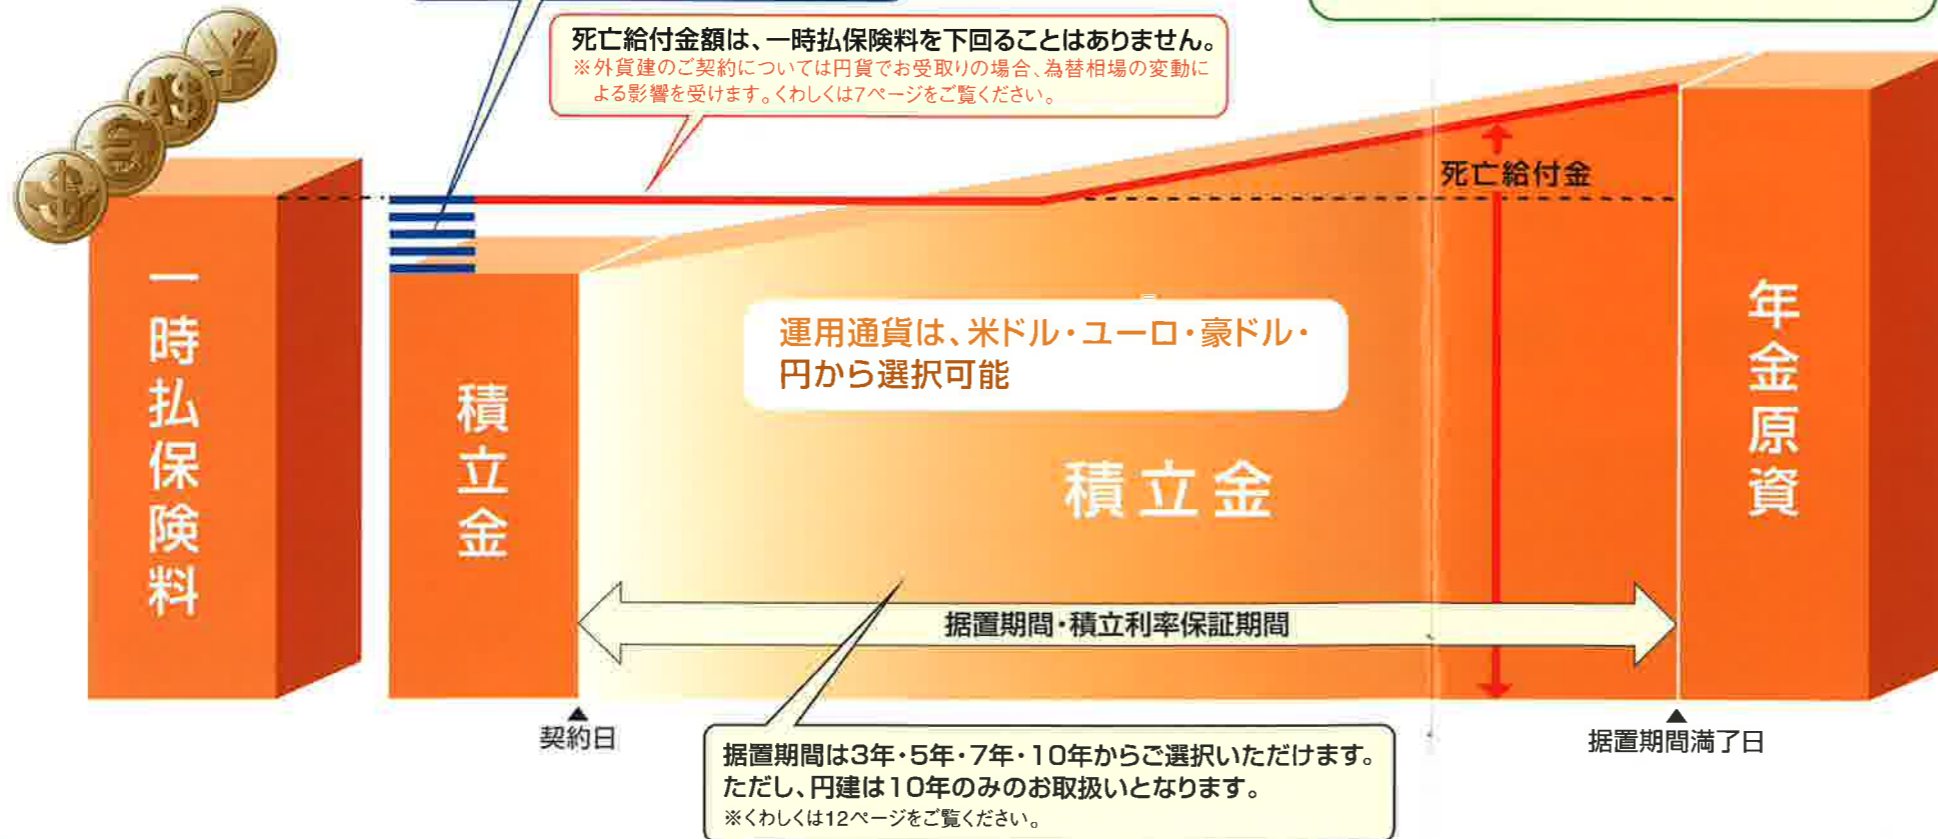 死亡給付金額は、一時払保険料を下回ることはありません。
※外貨建のご契約については円貨でお受取りの場合、為替相場の変動に
よる影響を受けます。くわしくは7ページをご覧ください。
¥
A$
€
$
死亡給付金
一時払保険料
積立金
運用通貨は、米ドル・ユーロ・豪ドル・
円から選択可能
積立金
年金原資
据置期間・積立利率保証期間
契約日
据置期間満了日
据置期間は3年・5年・7年・10年からご選択いただけます。
ただし、円建は10年のみのお取扱いとなります。
※くわしくは12ページをご覧ください。